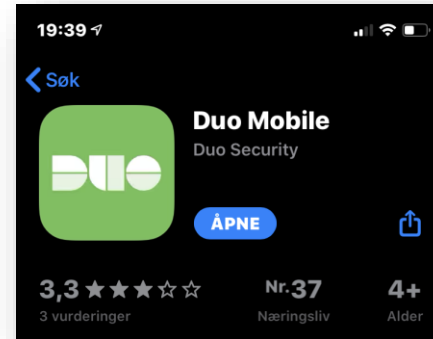 19:39
Søk
DUO
Duo Mobile
Duo Security
ÅPNE
3,3 Nr.37 4+
3 vurderinger Næringsliv Alder